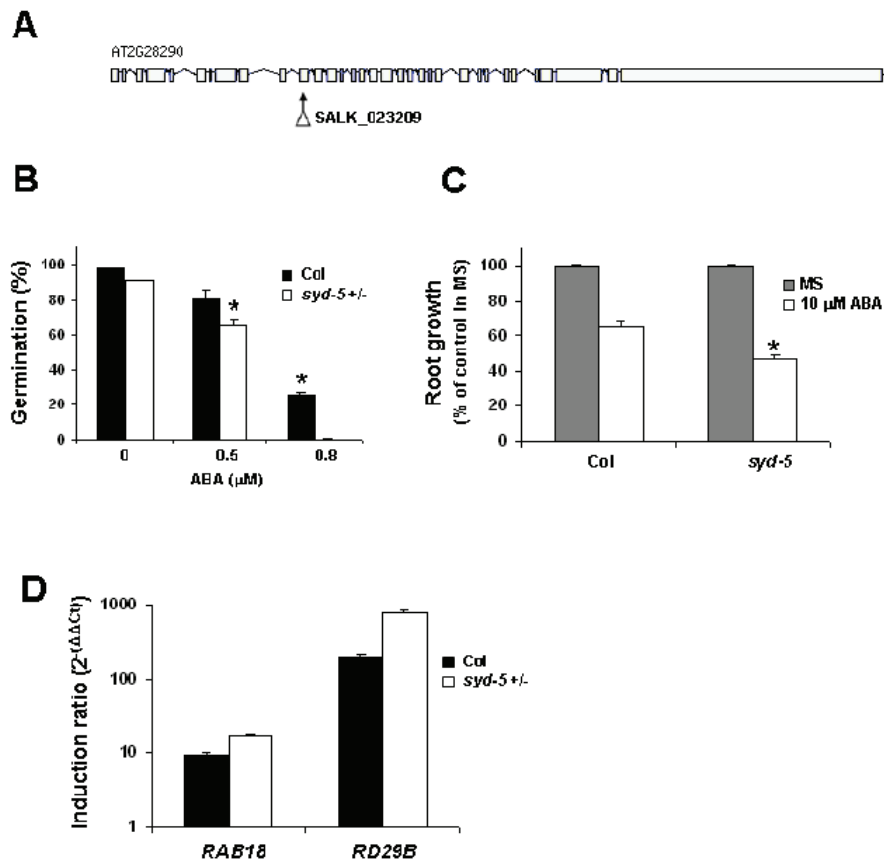 A
AT2G28290
SALK_023209
B
Germination (%)
100
80
60
40
20
0
0
0.5
0.8
ABA (µM)
Col
syd-5 +/-
*
*
C
Root growth
(% of control in MS)
100
80
60
40
20
0
MS
10 µM ABA
*
Col
syd-5
D
Induction ratio (2-(ΔΔCt))
1000
100
10
1
Col
syd-5 +/-
RAB18
RD29B